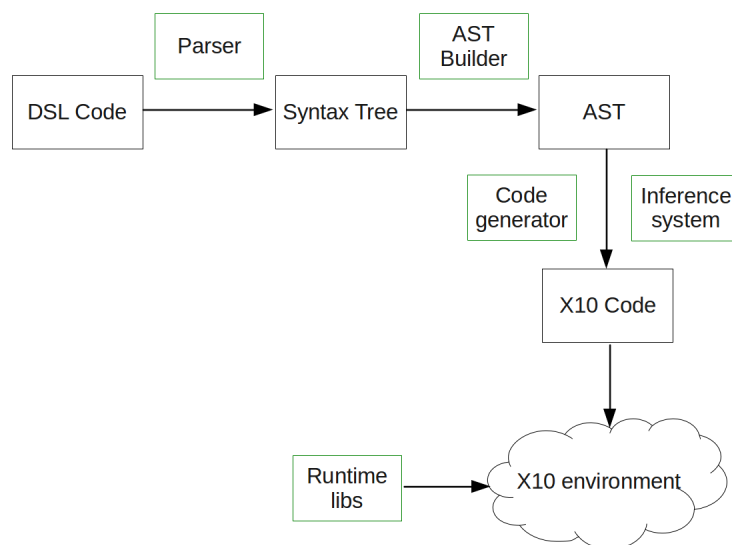 Parser
AST
Builder
DSL Code
Syntax Tree
AST
Code
generator
Inference
system
X10 Code
Runtime
libs
X10 environment